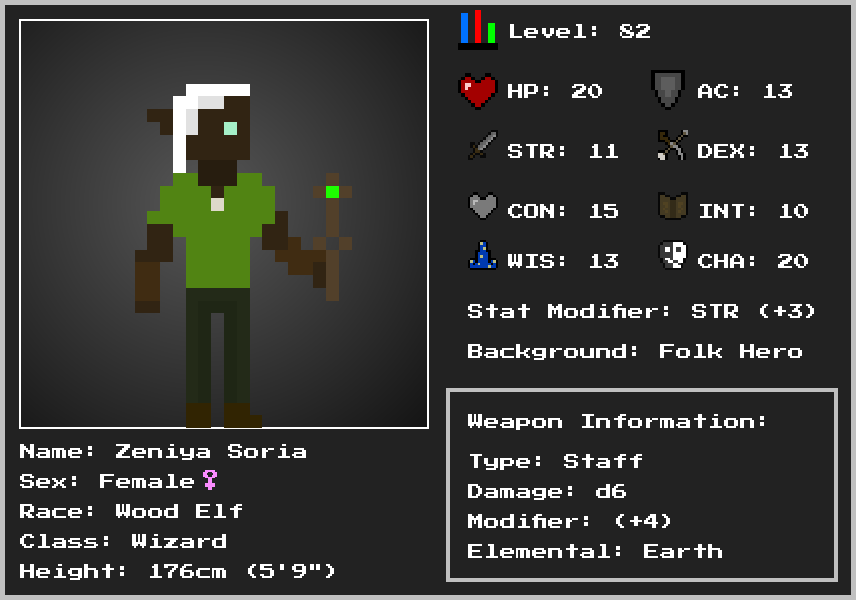 Level: 82
HP: 20 AC: 13
STR: 11 DEX: 13
CON: 15 INT: 10
WIS: 13 CHA: 20
Stat Modifier: STR (+3)
Background: Folk Hero
Weapon Information:
Type: Staff
Damage: d6
Modifier: (+4)
Elemental: Earth
Name: Zeniya Soria
Sex: Female♀
Race: Wood Elf
Class: Wizard
Height: 176cm (5'9")